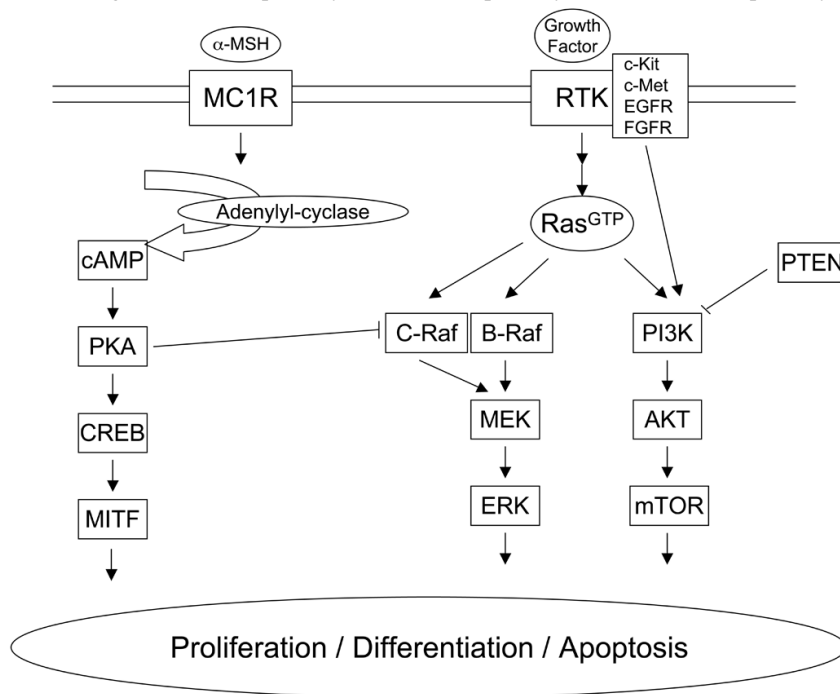 α-MSH
Growth
Factor
MC1R
RTK
c-Kit
c-Met
EGFR
FGFR
Adenylyl-cyclase
RasGTP
cAMP
PTEN
PKA
C-Raf
B-Raf
PI3K
CREB
MEK
AKT
MITF
ERK
mTOR
Proliferation / Differentiation / Apoptosis